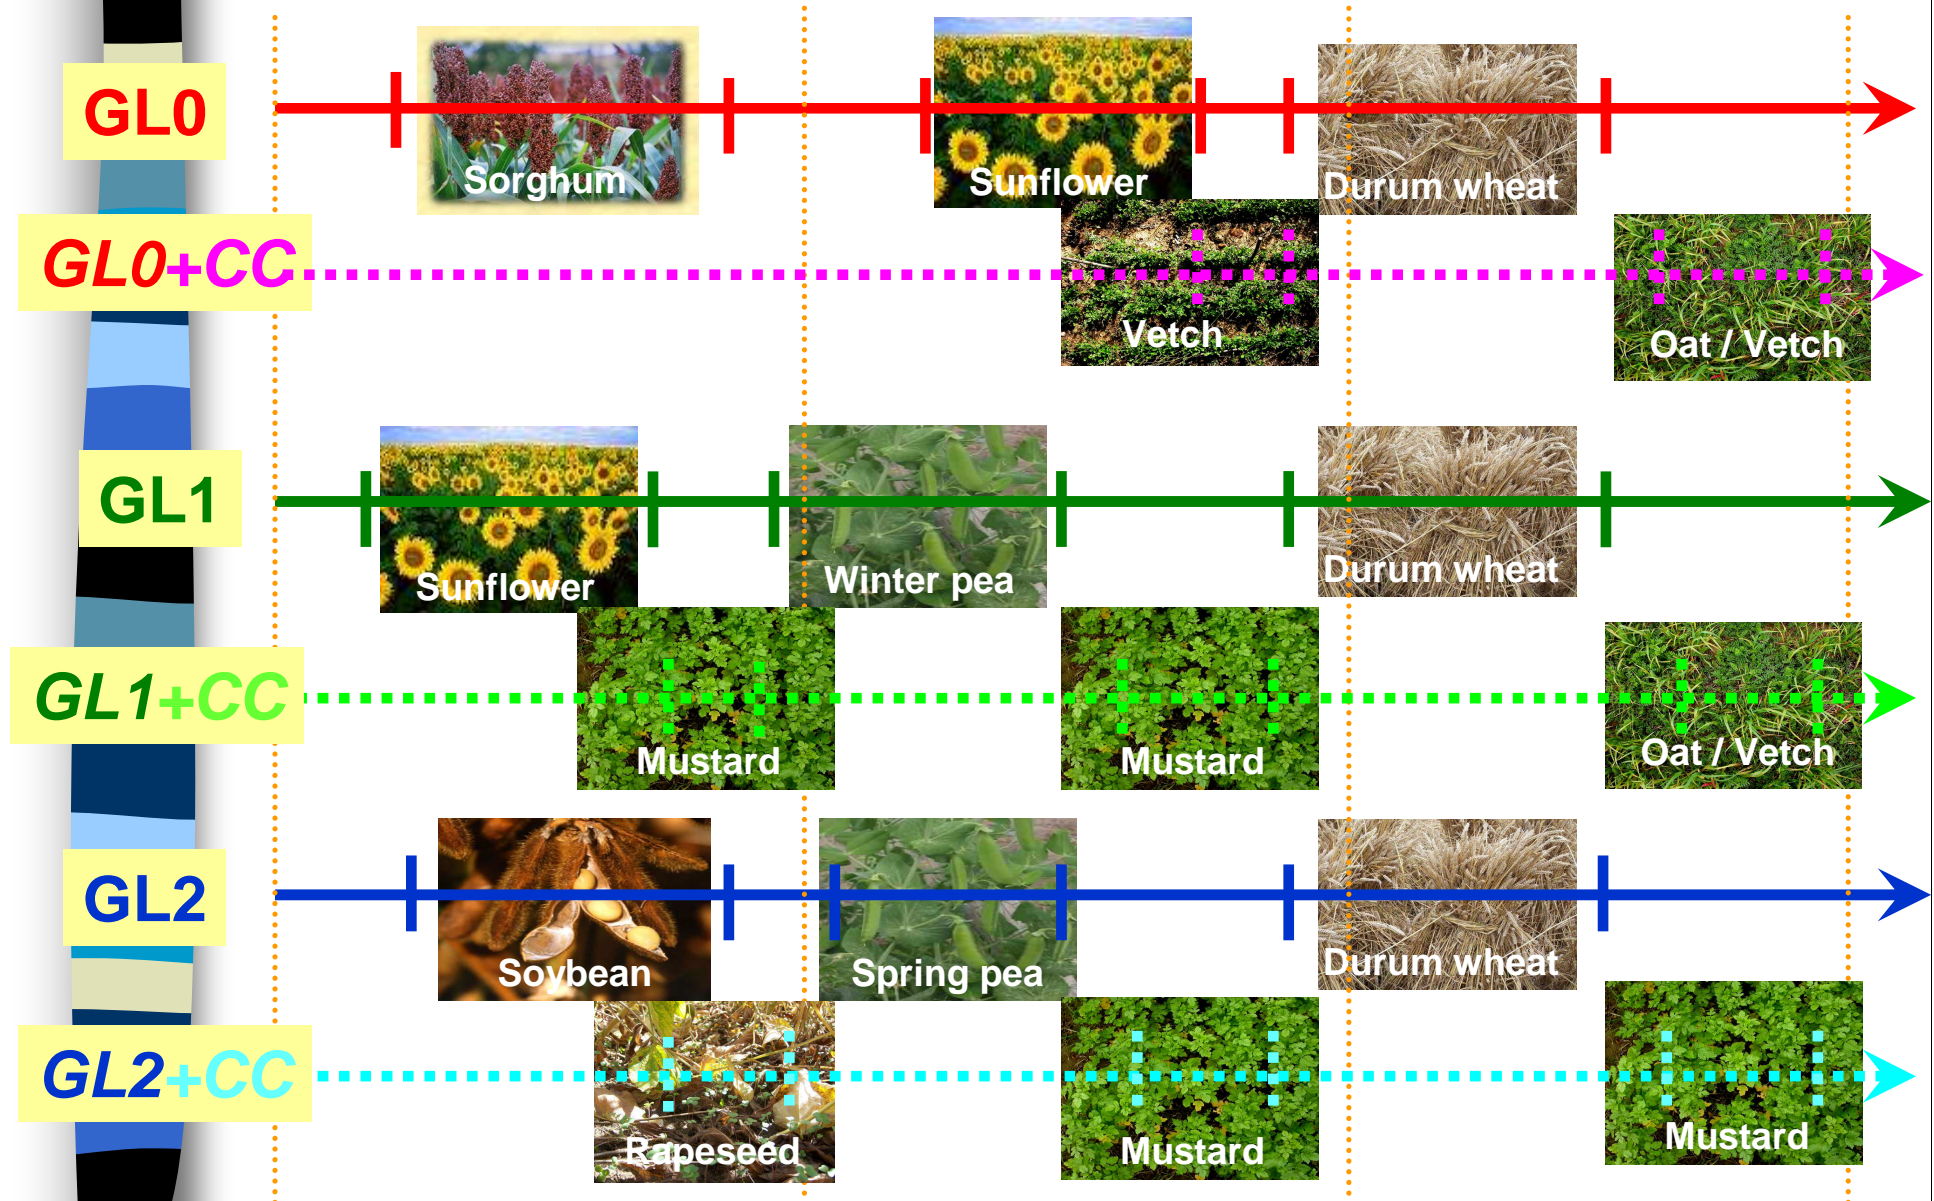 GL0
Sorghum
Sunflower
Durum wheat
GL0+CC
Vetch
Oat / Vetch
GL1
Sunflower
Winter pea
Durum wheat
GL1+CC
Mustard
Mustard
Oat / Vetch
GL2
Soybean
Spring pea
Durum wheat
GL2+CC
Rapeseed
Mustard
Mustard